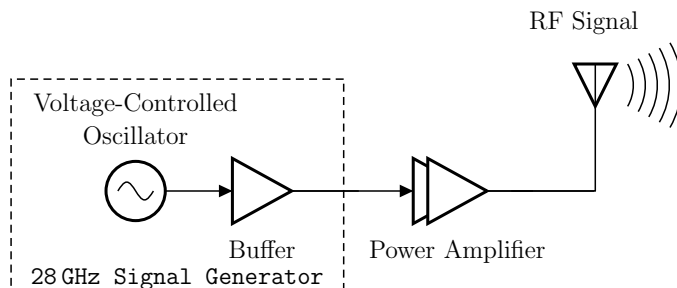 RF Signal
Voltage-Controlled
Oscillator
Buffer
Power Amplifier
28 GHz Signal Generator